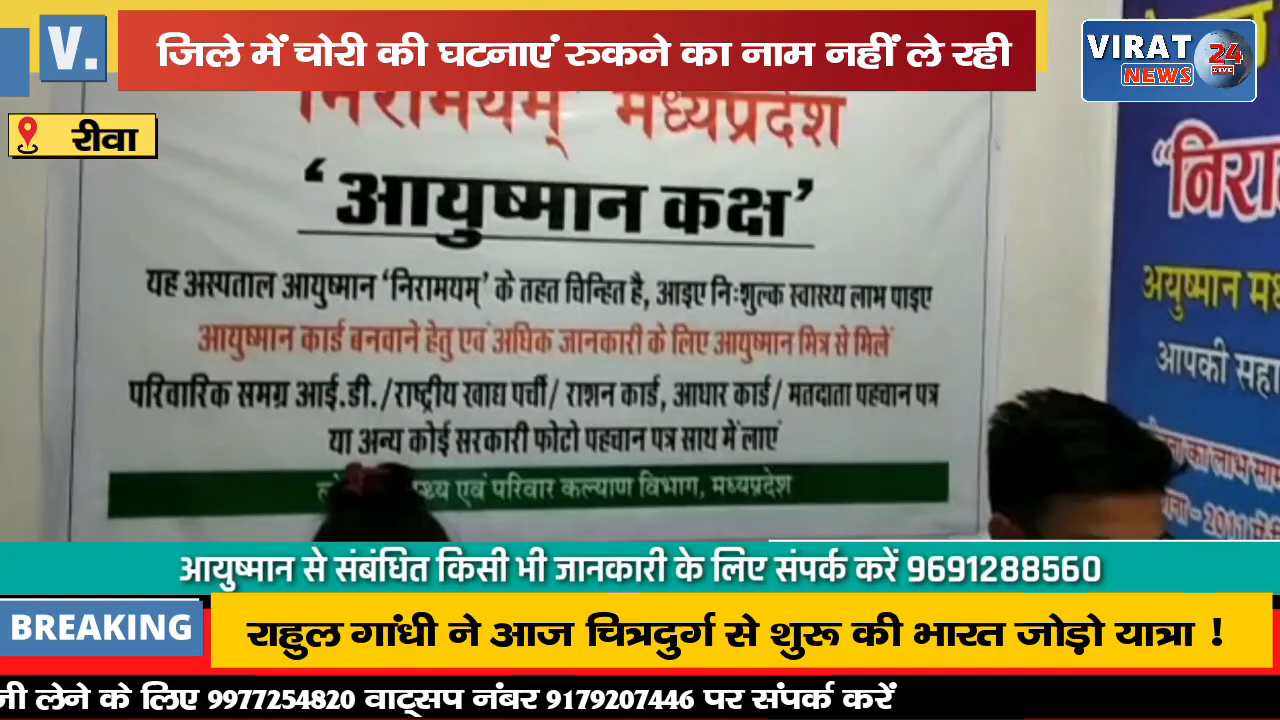 V.
जिले में चोरी की घटनाएं रुकने का नाम नहीं ले रही
VIRAT
NEWS
24
LIVE
रीवा
निरामयम् मध्यप्रदेश
‘आयुष्मान कक्ष’
यह अस्पताल आयुष्मान ‘निरामयम्’ के तहत चिन्हित है, आइए निःशुल्क स्वास्थ्य लाभ पाइए
आयुष्मान कार्ड बनवाने हेतु एवं अधिक जानकारी के लिए आयुष्मान मित्र से मिलें
परिवारिक समग्र आई.डी./राष्ट्रीय खाद्य पर्ची/ राशन कार्ड, आधार कार्ड/ मतदाता पहचान पत्र
या अन्य कोई सरकारी फोटो पहचान पत्र साथ में लाएं
एवं परिवार कल्याण विभाग, मध्यप्रदेश
“निरा
अयुष्मान मध
आपकी सहा
का लाभ
2011 में
आयुष्मान से संबंधित किसी भी जानकारी के लिए संपर्क करें 9691288560
BREAKING
राहुल गांधी ने आज चित्रदुर्ग से शुरू की भारत जोड़ो यात्रा !
नी लेने के लिए 9977254820 वाट्सप नंबर 9179207446 पर संपर्क करें